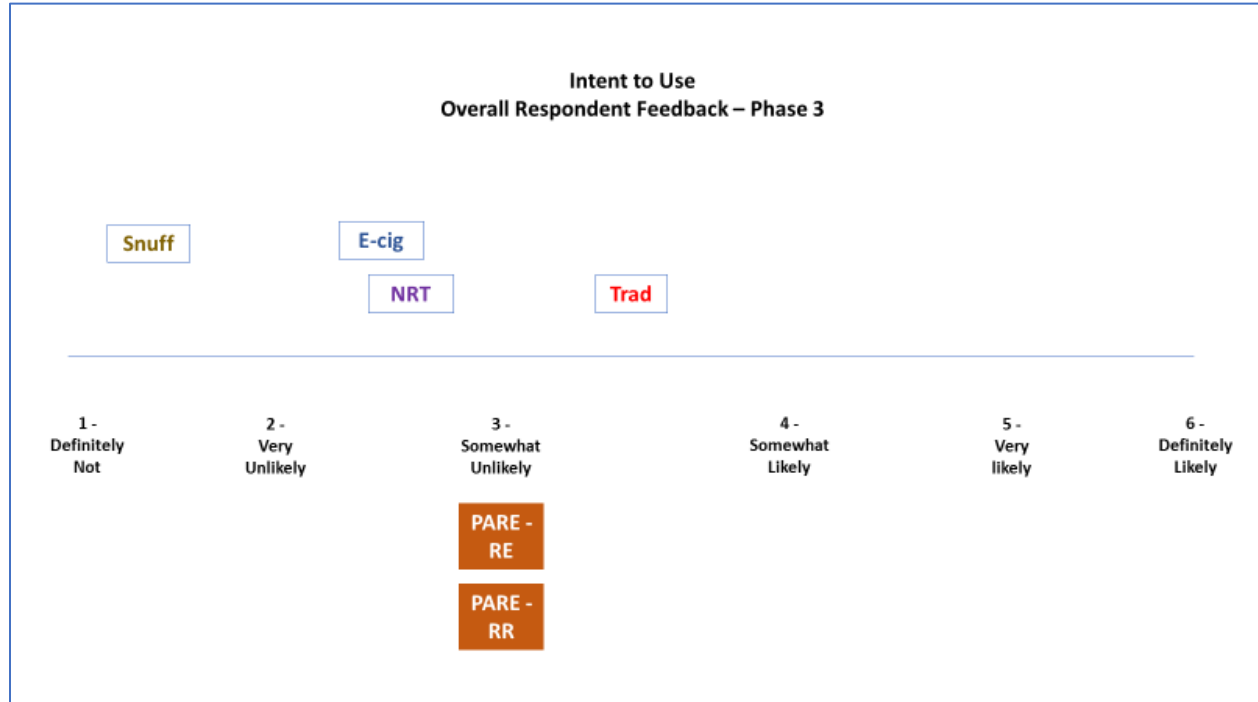 Intent to Use
Overall Respondent Feedback – Phase 3
Snuff
E-cig
NRT
Trad
1 -
Definitely
Not
2 -
Very
Unlikely
3 -
Somewhat
Unlikely
4 -
Somewhat
Likely
5 -
Very
likely
6 -
Definitely
Likely
PARE -
RE
PARE -
RR